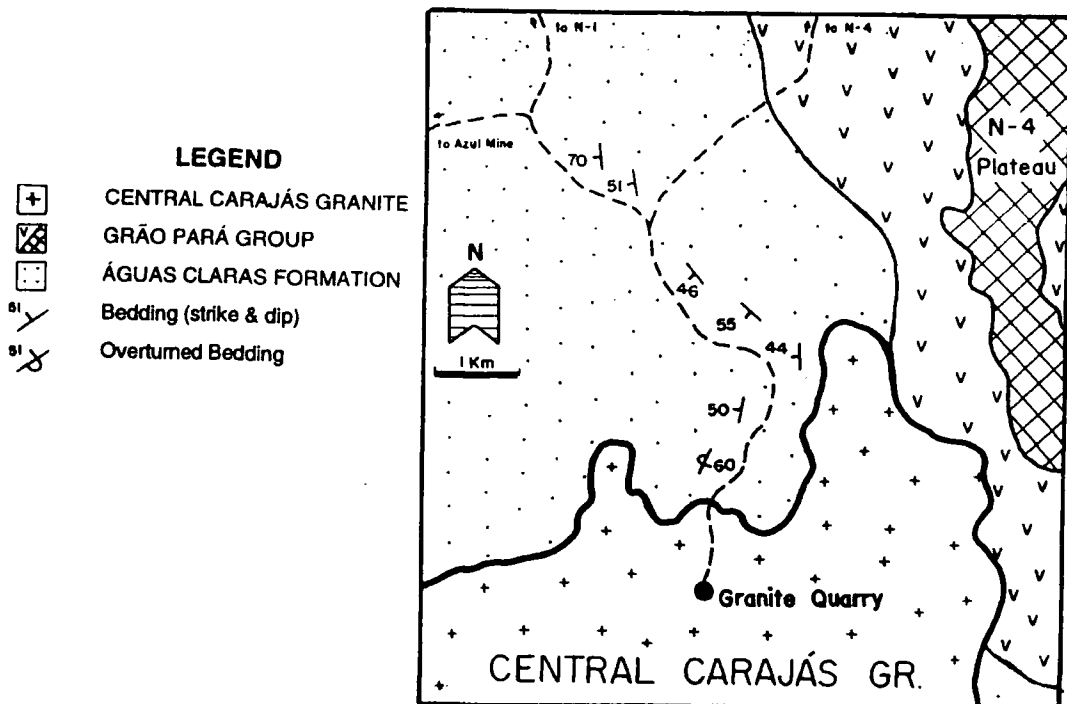 LEGEND
+ CENTRAL CARAJÁS GRANITE
v GRÃO PARÁ GROUP
ÁGUAS CLARAS FORMATION
51 Bedding (strike & dip)
51 Overturned Bedding
to N-1
to N-4
to Azul Mine
N-4
Plateau
70
51
N
1 Km
46
55
44
50
60
Granite Quarry
CENTRAL CARAJÁS GR.